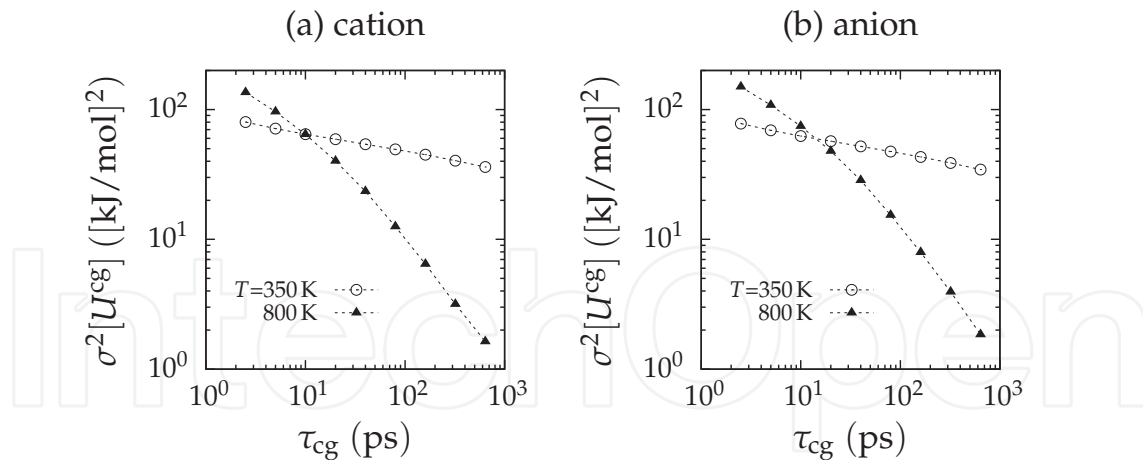 (a) cation
(b) anion
σ²[U^cg] ([kJ/mol]²)
10²
10¹
10⁰
T=350 K
800 K
10⁰ 10¹ 10² 10³
τ_cg (ps)
σ²[U^cg] ([kJ/mol]²)
10²
10¹
10⁰
T=350 K
800 K
10⁰ 10¹ 10² 10³
τ_cg (ps)
IntechOpen